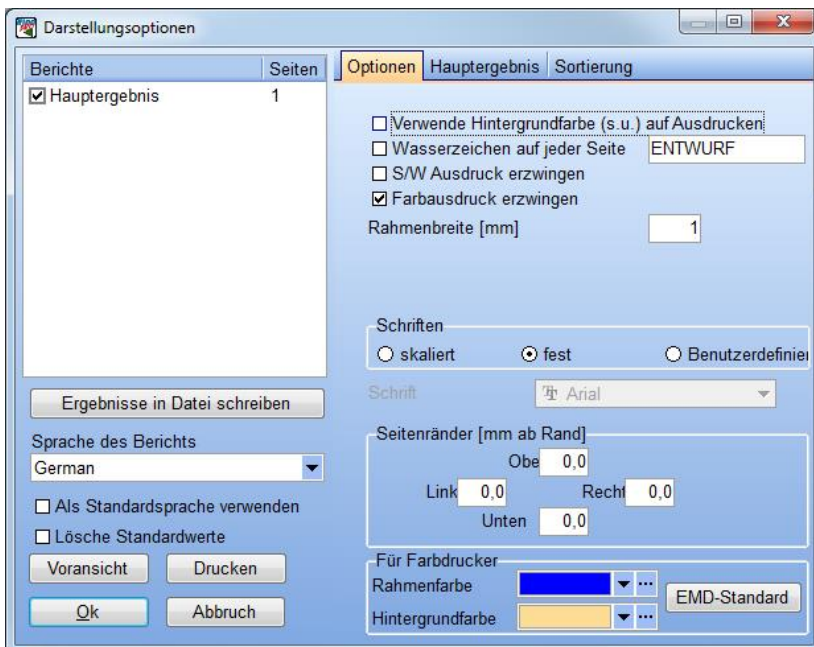 Darstellungsoptionen
Berichte Seiten
Hauptergebnis 1
Ergebnisse in Datei schreiben
Sprache des Berichts
German
Als Standardsprache verwenden
Lösche Standardwerte
Voransicht Drucken
Ok Abbruch
Optionen Hauptergebnis Sortierung
Verwende Hintergrundfarbe (s.u.) auf Ausdrucken
Wasserzeichen auf jeder Seite ENTWURF
S/W Ausdruck erzwingen
Farbausdruck erzwingen
Rahmenbreite [mm] 1
Schriften
skaliert fest Benutzerdefinier
Schrift Arial
Seitenränder [mm ab Rand]
Obe 0,0
Link 0,0 Recht 0,0
Unten 0,0
Für Farbdrucker
Rahmenfarbe
EMD-Standard
Hintergrundfarbe